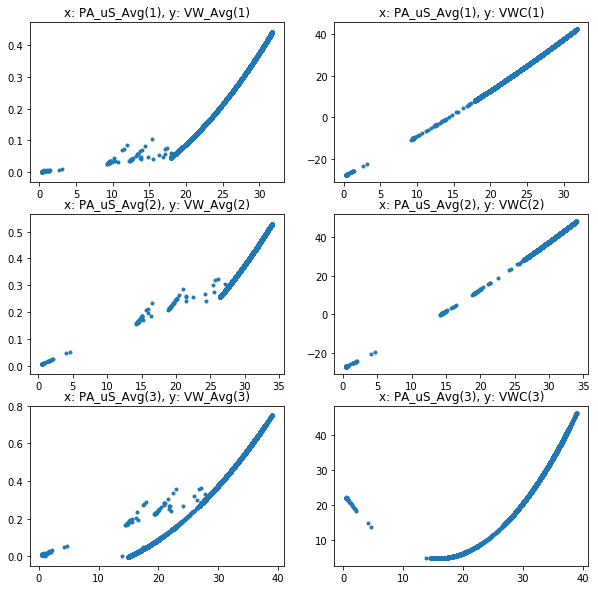 x: PA_uS_Avg(1), y: VW_Avg(1)
0.4
0.3
0.2
0.1
0.0
0 5 10 15 20 25 30
x: PA_uS_Avg(1), y: VWC(1)
40
20
0
−20
0 5 10 15 20 25 30
x: PA_uS_Avg(2), y: VW_Avg(2)
0.5
0.4
0.3
0.2
0.1
0.0
0 5 10 15 20 25 30 35
x: PA_uS_Avg(2), y: VWC(2)
40
20
0
−20
0 5 10 15 20 25 30 35
x: PA_uS_Avg(3), y: VW_Avg(3)
0.8
0.6
0.4
0.2
0.0
0 10 20 30 40
x: PA_uS_Avg(3), y: VWC(3)
40
30
20
10
0 10 20 30 40